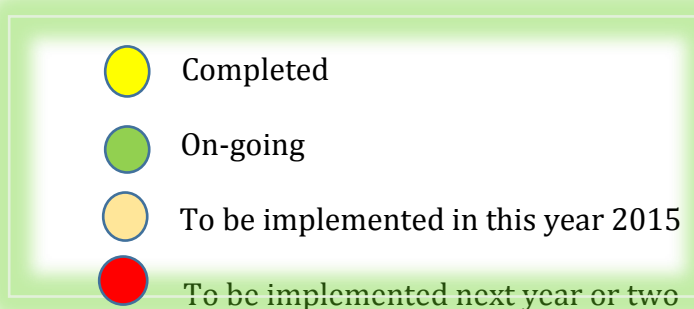 Completed
On-going
To be implemented in this year 2015
To be implemented next year or two